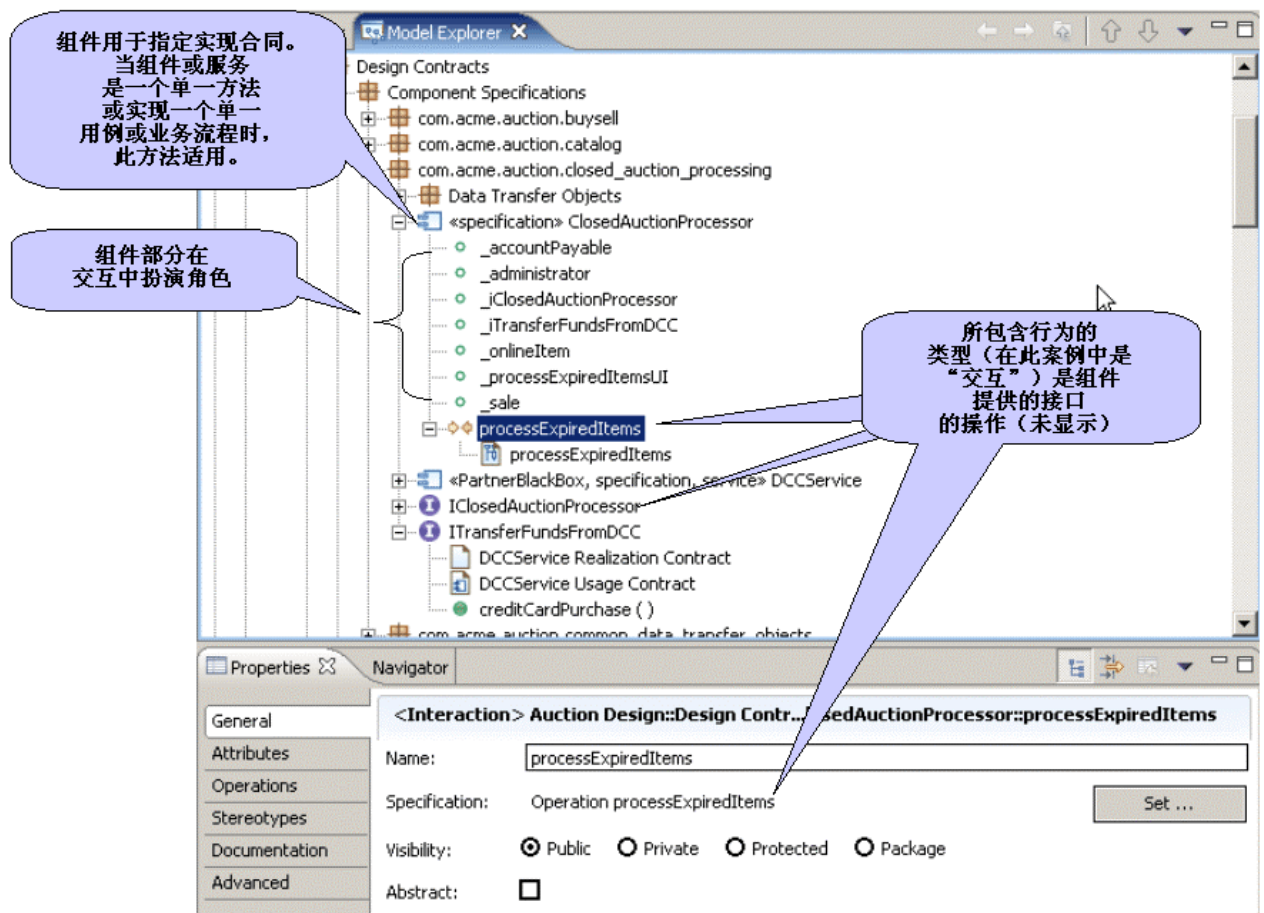 组件用于指定实现合同。
当组件或服务
是一个单一方法
或实现一个单一
用例或业务流程时，
此方法适用。
Model Explorer
Design Contracts
Component Specifications
com.acme.auction.buysell
com.acme.auction.catalog
com.acme.auction.closed_auction_processing
Data Transfer Objects
«specification» ClosedAuctionProcessor
组件部分在
交互中扮演角色
_accountPayable
_administrator
_iClosedAuctionProcessor
_iTransferFundsFromDCC
_onlineItem
_processExpiredItemsUI
_sale
processExpiredItems
processExpiredItems
所包含行为的
类型（在此案例中是
“交互”）是组件
提供的接口
的操作（未显示）
«PartnerBlackBox, specification, service» DCCService
IClosedAuctionProcessor
ITransferFundsFromDCC
DCCService Realization Contract
DCCService Usage Contract
creditCardPurchase ( )
com.acme.auction.common_data_transfer_objects
Properties
Navigator
General
Attributes
Operations
Stereotypes
Documentation
Advanced
<Interaction> Auction Design::Design Contr...sedAuctionProcessor::processExpiredItems
Name: processExpiredItems
Specification: Operation processExpiredItems Set ...
Visibility: Public Private Protected Package
Abstract: